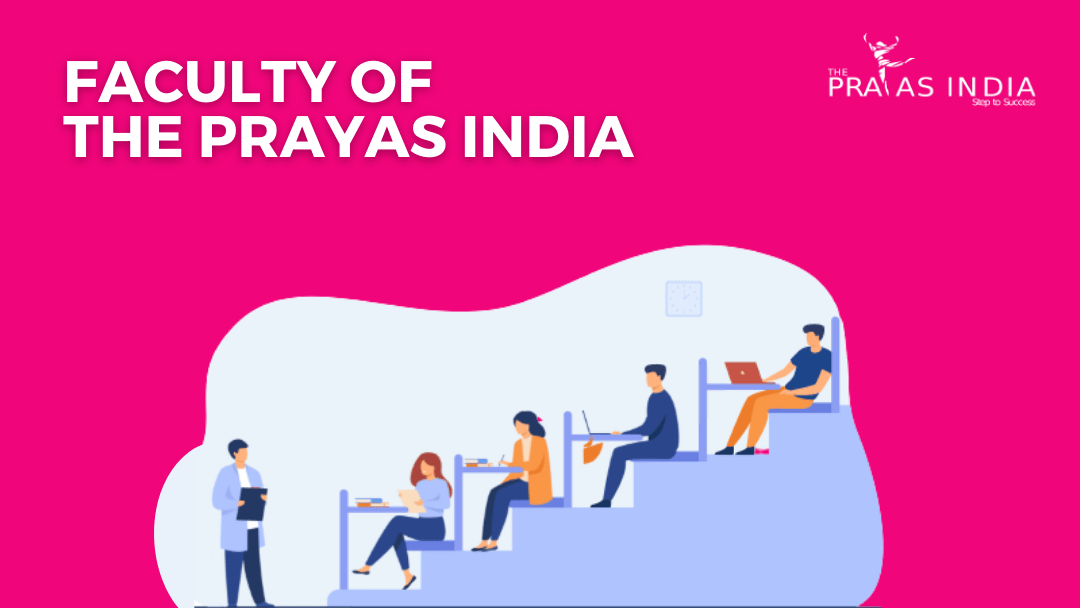 FACULTY OF
THE PRAYAS INDIA
THE
PRAYAS INDIA
Step to Success